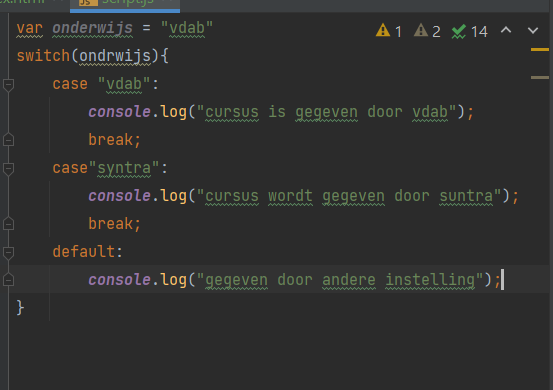 ex.html script.js
var onderwijs = "vdab" 1 2 14
switch(ondrwijs){
case "vdab":
console.log("cursus is gegeven door vdab");
break;
case"syntra":
console.log("cursus wordt gegeven door suntra");
break;
default:
console.log("gegeven door andere instelling");
}